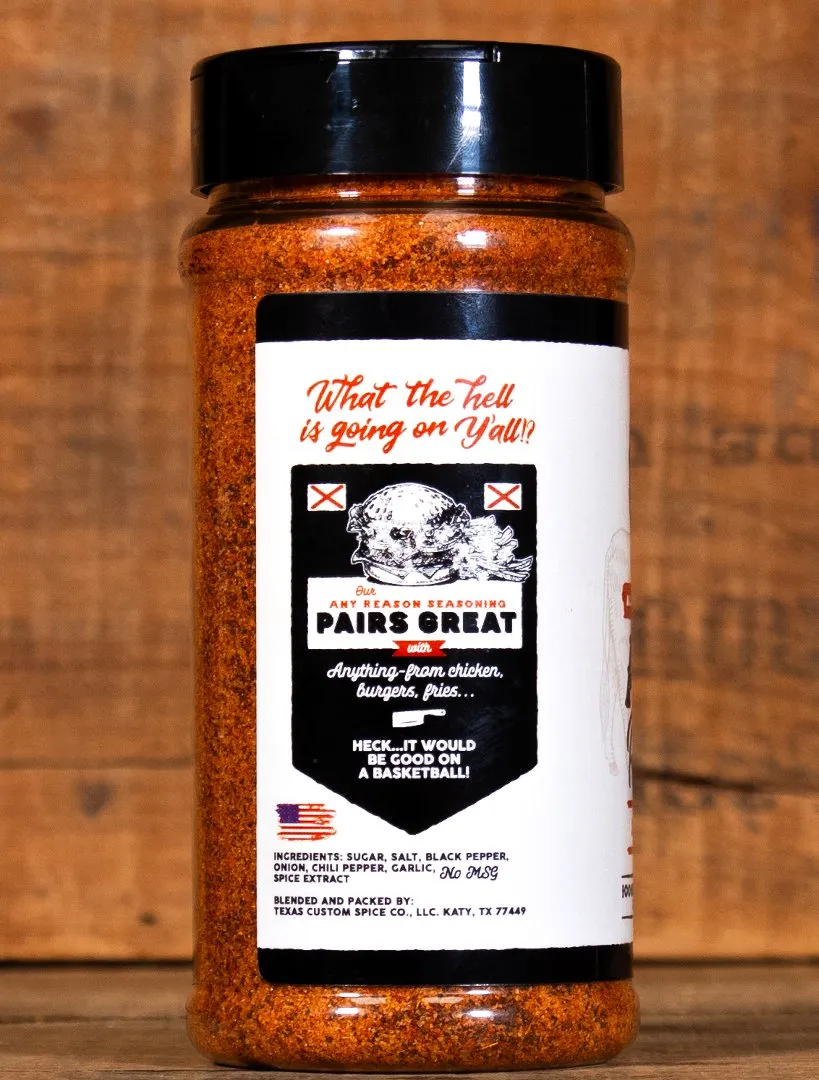 What the hell
is going on Y'all!?
Our
ANY REASON SEASONING
PAIRS GREAT
with
Anything-from chicken,
burgers, fries...
HECK...IT WOULD
BE GOOD ON
A BASKETBALL!
INGREDIENTS: SUGAR, SALT, BLACK PEPPER,
ONION, CHILI PEPPER, GARLIC, No MSG
SPICE EXTRACT
BLENDED AND PACKED BY:
TEXAS CUSTOM SPICE CO., LLC. KATY, TX 77449